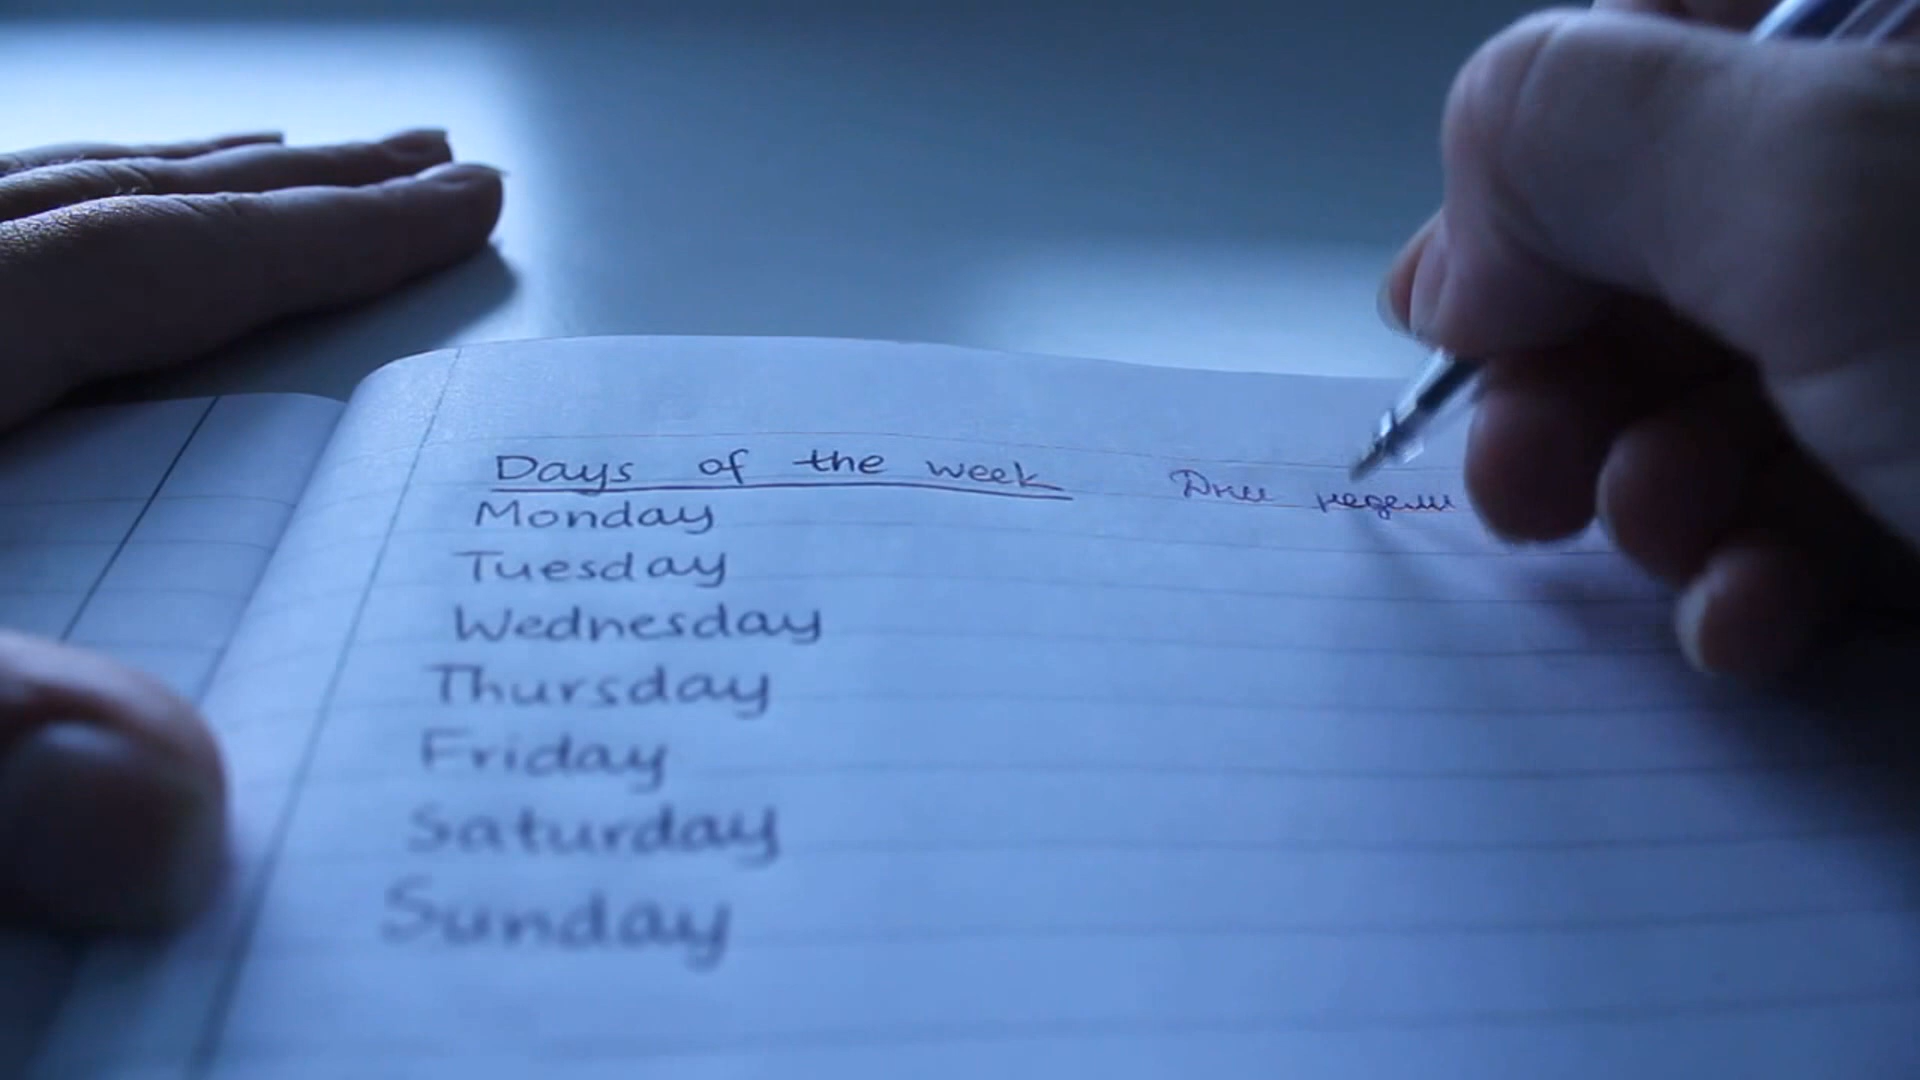 Days of the week Дни недели
Monday
Tuesday
Wednesday
Thursday
Friday
Saturday
Sunday